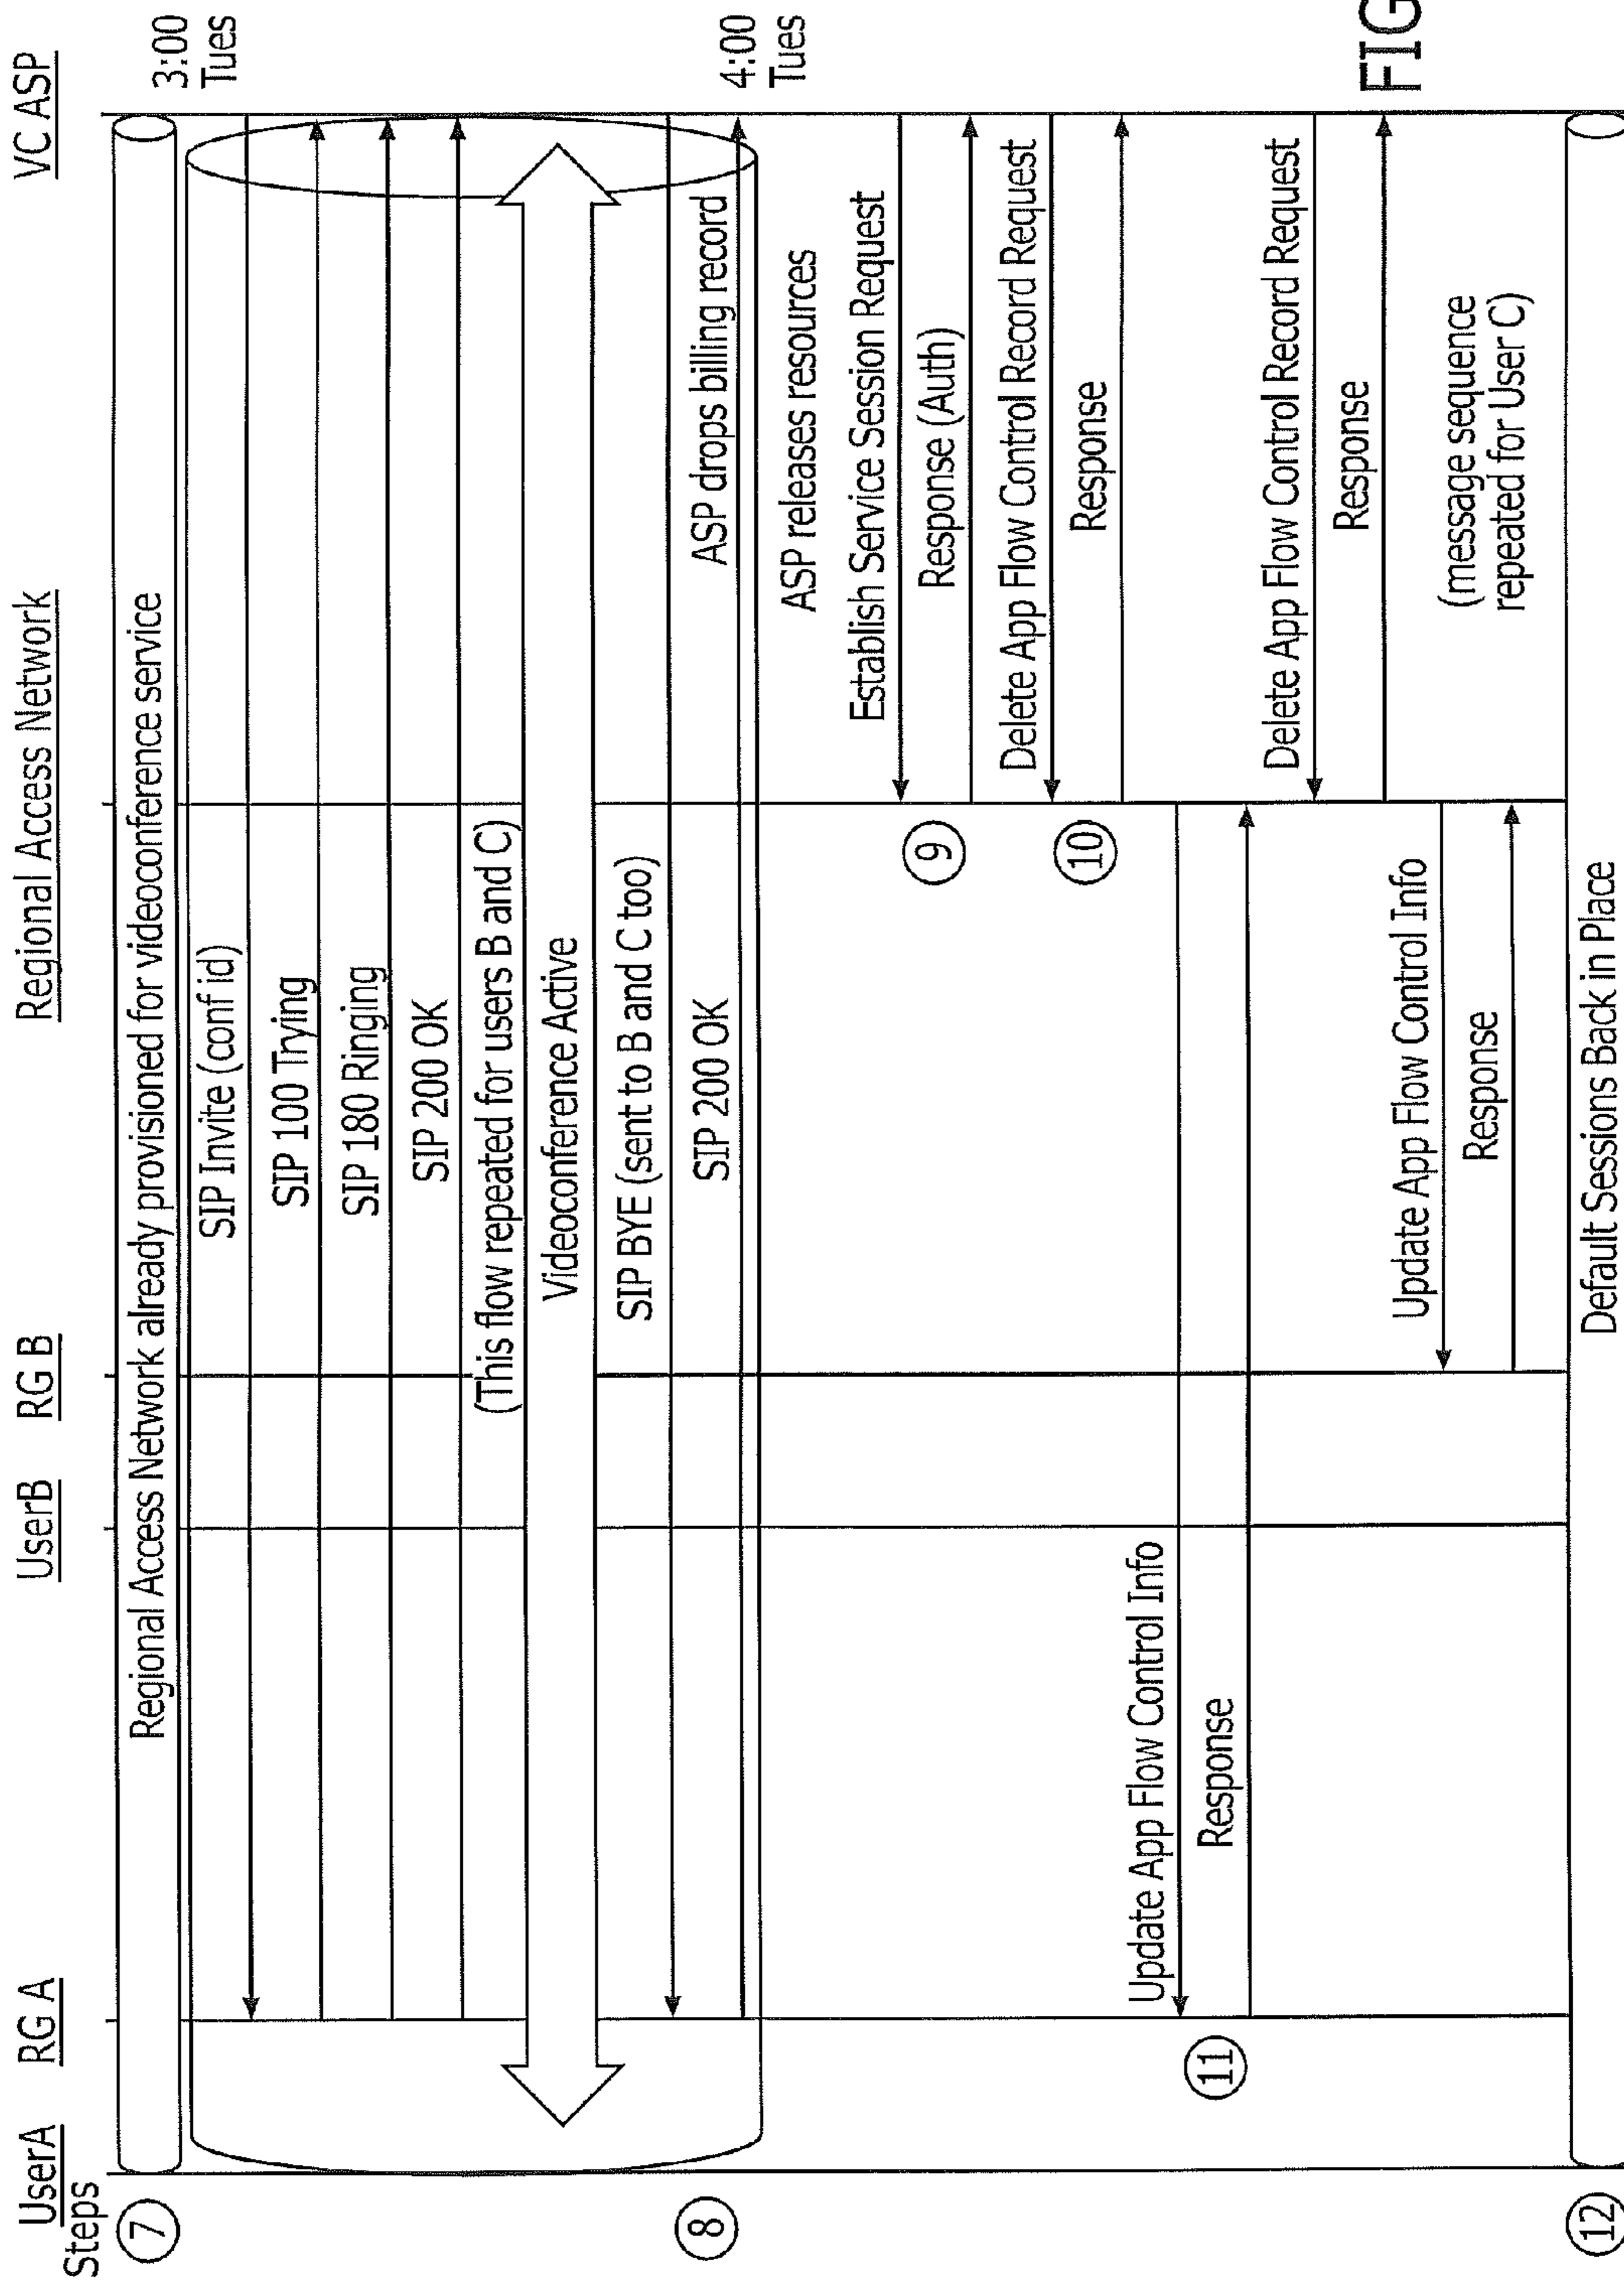 UserA
RG A
UserB
RG B
Regional Access Network
VC ASP
Steps
7
Regional Access Network already provisioned for videoconference service
3:00
Tues
SIP Invite (conf id)
SIP 100 Trying
SIP 180 Ringing
SIP 200 OK
(This flow repeated for users B and C)
Videoconference Active
SIP BYE (sent to B and C too)
8
ASP drops billing record
SIP 200 OK
4:00
Tues
ASP releases resources
Establish Service Session Request
9
Response (Auth)
Delete App Flow Control Record Request
10
Response
Update App Flow Control Info
11
Response
Delete App Flow Control Record Request
Response
Update App Flow Control Info
Response
(message sequence
repeated for User C)
12
Default Sessions Back in Place
FIG